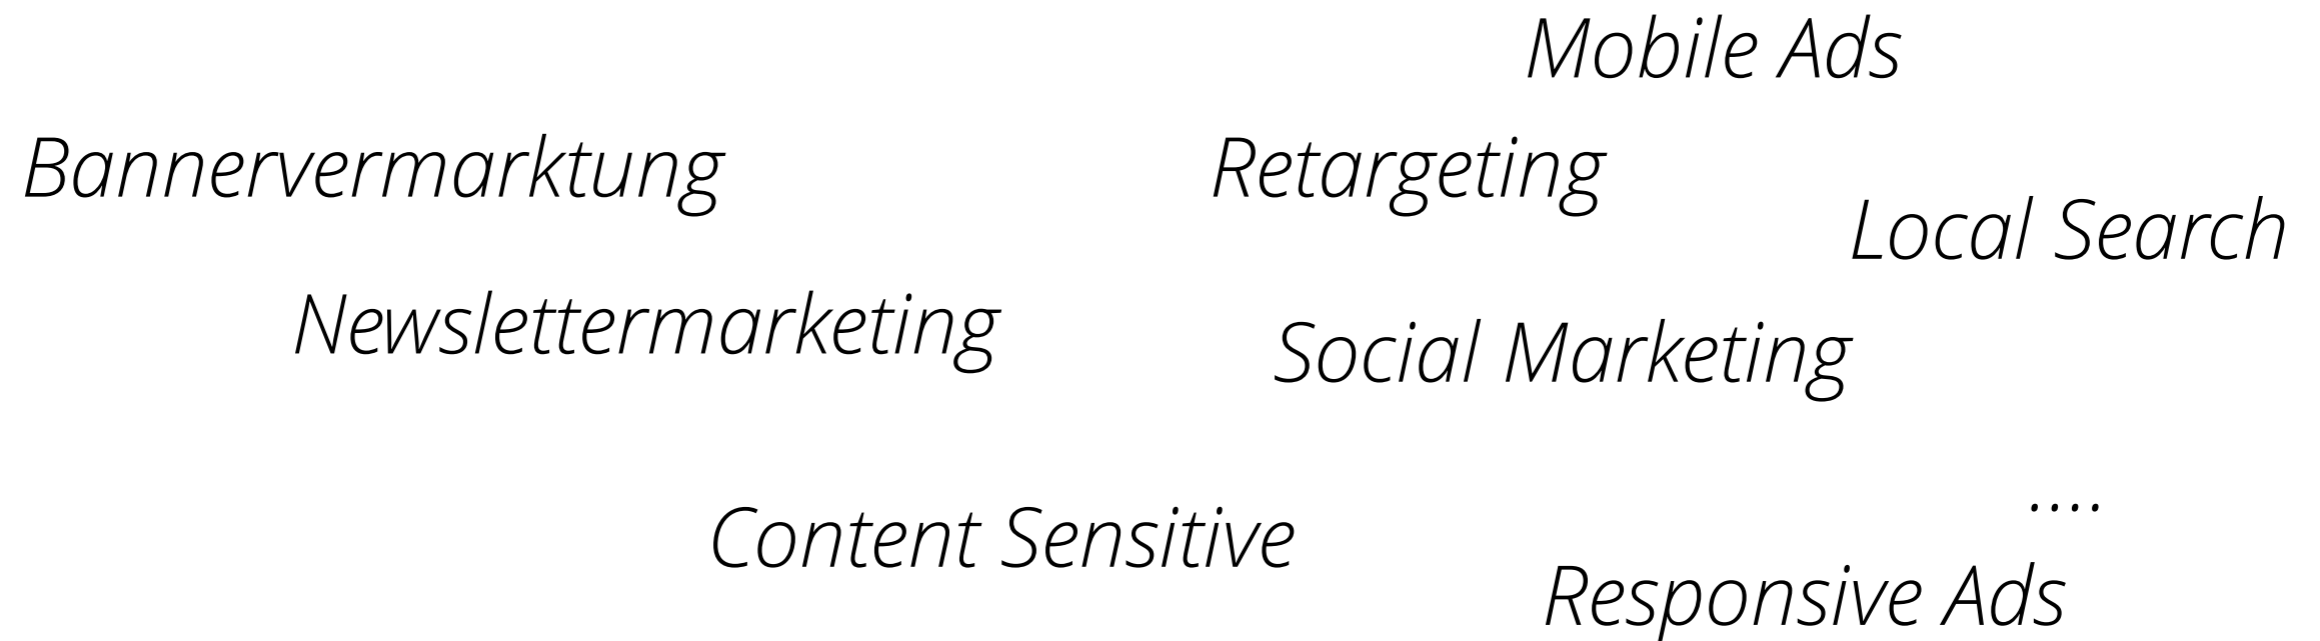 Mobile Ads
Bannervermarktung
Retargeting
Local Search
Newslettermarketing
Social Marketing
....
Content Sensitive
Responsive Ads